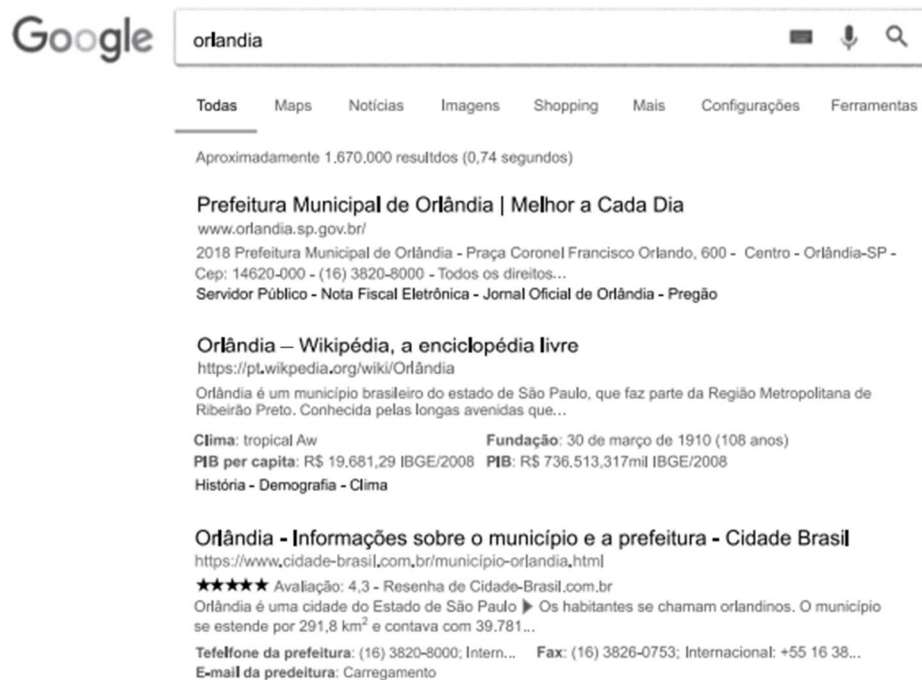 Google
orlandia
Todas Maps Notícias Imagens Shopping Mais Configurações Ferramentas
Aproximadamente 1.670.000 resultdos (0,74 segundos)
Prefeitura Municipal de Orlândia | Melhor a Cada Dia
www.orlandia.sp.gov.br/
2018 Prefeitura Municipal de Orlândia - Praça Coronel Francisco Orlando, 600 - Centro - Orlândia-SP -
Cep: 14620-000 - (16) 3820-8000 - Todos os direitos...
Servidor Público - Nota Fiscal Eletrônica - Jornal Oficial de Orlândia - Pregão
Orlândia – Wikipédia, a enciclopédia livre
https://pt.wikpedia.org/wiki/Orlândia
Orlândia é um município brasileiro do estado de São Paulo, que faz parte da Região Metropolitana de
Ribeirão Preto. Conhecida pelas longas avenidas que...
Clima: tropical Aw Fundação: 30 de março de 1910 (108 anos)
PIB per capita: R$ 19.681,29 IBGE/2008 PIB: R$ 736.513,317mil IBGE/2008
História - Demografia - Clima
Orlândia - Informações sobre o município e a prefeitura - Cidade Brasil
https://www.cidade-brasil.com.br/município-orlandia.html
★★★★★ Avaliação: 4,3 - Resenha de Cidade-Brasil.com.br
Orlândia é uma cidade do Estado de São Paulo ▶ Os habitantes se chamam orlandinos. O município
se estende por 291,8 km² e contava com 39.781...
Tefelfone da prefeitura: (16) 3820-8000; Intern... Fax: (16) 3826-0753; Internacional: +55 16 38...
E-mail da predeitura: Carregamento